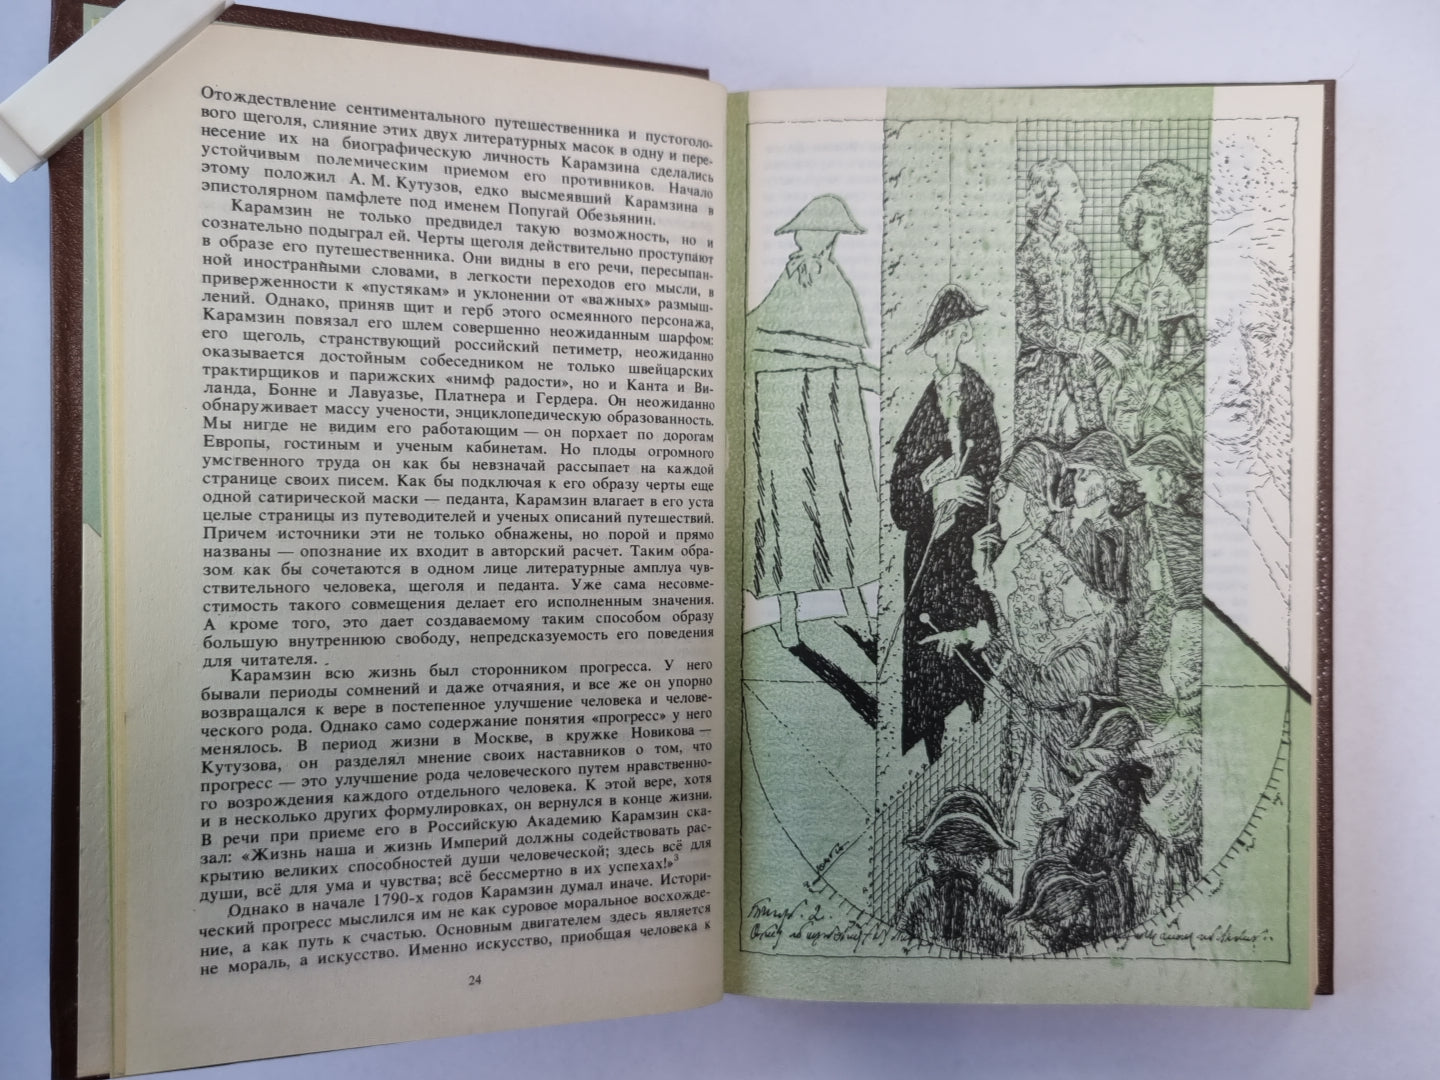 Отождествление сентиментального путешественника и пустоголо-
вого щеголя, слияние этих двух литературных масок в одну и пере-
несение их на биографическую личность Карамзина сделались
устойчивым полемическим приемом его противников. Начало
этому положил А. М. Кутузов, едко высмеявший Карамзина в
эпистолярном памфлете под именем Попугай Обезьянин.
Карамзин не только предвидел такую возможность, но и
сознательно подыграл ей. Черты щеголя действительно проступают
в образе его путешественника. Они видны в его речи, пересыпан-
ной иностранными словами, в легкости переходов его мысли, в
приверженности к «пустякам» и уклонении от «важных» размыш-
лений. Однако, приняв щит и герб этого осмеянного персонажа,
Карамзин повязал его шлем совершенно неожиданным шарфом:
его щеголь, странствующий российский петиметр, неожиданно
оказывается достойным собеседником не только швейцарских
трактирщиков и парижских «нимф радости», но и Канта и Ви-
ланда, Бонне и Лавуазье, Платнера и Гердера. Он неожиданно
обнаруживает массу учености, энциклопедическую образованность.
Мы нигде не видим его работающим — он порхает по дорогам
Европы, гостиным и ученым кабинетам. Но плоды огромного
умственного труда он как бы невзначай рассыпает на каждой
странице своих писем. Как бы подключая к его образу черты еще
одной сатирической маски — педанта, Карамзин влагает в его уста
целые страницы из путеводителей и ученых описаний путешествий.
Причем источники эти не только обнажены, но порой и прямо
названы — опознание их входит в авторский расчет. Таким обра-
зом как бы сочетаются в одном лице литературные амплуа чув-
ствительного человека, щеголя и педанта. Уже сама несовме-
стимость такого совмещения делает его исполненным значения.
А кроме того, это дает создаваемому таким способом образу
большую внутреннюю свободу, непредсказуемость его поведения
для читателя.
Карамзин всю жизнь был сторонником прогресса. У него
бывали периоды сомнений и даже отчаяния, и все же он упорно
возвращался к вере в постепенное улучшение человека и челове-
ческого рода. Однако само содержание понятия «прогресс» у него
менялось. В период жизни в Москве, в кружке Новикова —
Кутузова, он разделял мнение своих наставников о том, что
прогресс — это улучшение рода человеческого путем нравственно-
го возрождения каждого отдельного человека. К этой вере, хотя
и в несколько других формулировках, он вернулся в конце жизни.
В речи при приеме его в Российскую Академию Карамзин ска-
зал: «Жизнь наша и жизнь Империй должны содействовать рас-
крытию великих способностей души человеческой; здесь всё для
души, всё для ума и чувства; всё бессмертно в их успехах!»³
Однако в начале 1790-х годов Карамзин думал иначе. Истори-
ческий прогресс мыслился им не как суровое моральное восхожде-
ние, а как путь к счастью. Основным двигателем здесь является
не мораль, а искусство. Именно искусство, приобщая человека к
24